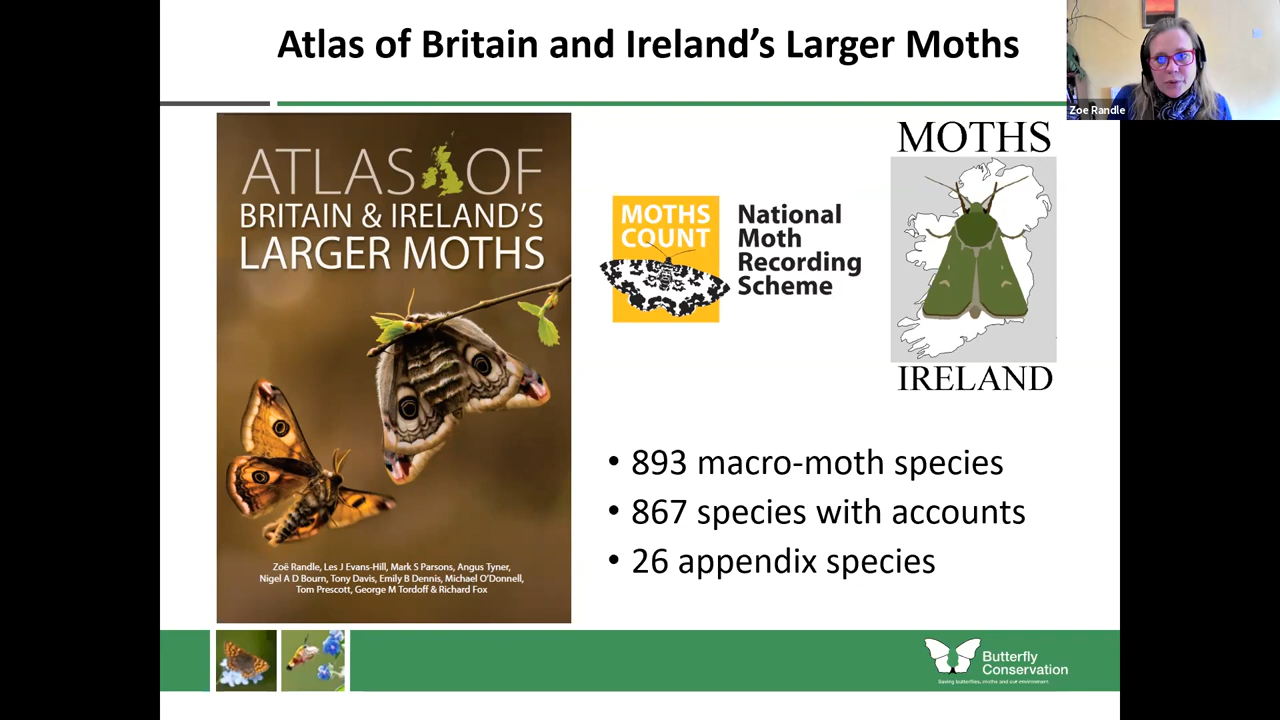 Atlas of Britain and Ireland's Larger Moths
Zoe Randle
ATLAS OF
BRITAIN & IRELAND'S
LARGER MOTHS
Zoë Randle, Les J Evans-Hill, Mark S Parsons, Angus Tyner,
Nigel A D Bourn, Tony Davis, Emily B Dennis, Michael O'Donnell,
Tom Prescott, George M Tordoff & Richard Fox
MOTHS
COUNT
National
Moth
Recording
Scheme
MOTHS
IRELAND
• 893 macro-moth species
• 867 species with accounts
• 26 appendix species
Butterfly
Conservation
Saving butterflies, moths and our environment